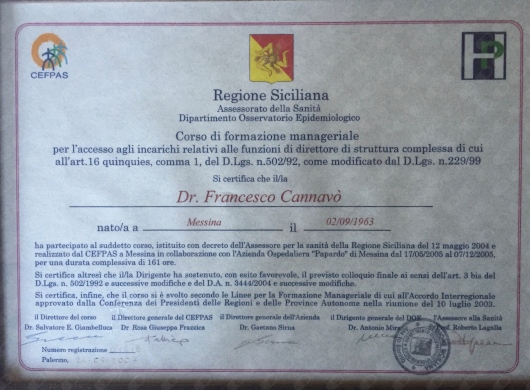 CEFPAS
H P
Regione Siciliana
Assessorato della Sanità
Dipartimento Osservatorio Epidemiologico
Corso di formazione manageriale
per l'accesso agli incarichi relativi alle funzioni di direttore di struttura complessa di cui
all'art.16 quinquies, comma 1, del D.Lgs. n.502/92, come modificato dal D.Lgs. n.229/99
Si certifica che il/la
Dr. Francesco Cannavò
nato/a a Messina il 02/09/1963
ha partecipato al suddetto corso, istituito con decreto dell'Assessore per la sanità della Regione Siciliana del 12 maggio 2004 e
realizzato dal CEFPAS a Messina in collaborazione con l'Azienda Ospedaliera "Papardo" di Messina dal 17/05/2005 al 07/12/2005,
per una durata complessiva di 161 ore.
Si certifica altresì che il/la Dirigente ha sostenuto, con esito favorevole, il previsto colloquio finale ai sensi dell'art. 3 bis del
D.Lgs. n. 502/1992 e successive modifiche e del D.A. n. 3444/2004 e successive modifiche.
Si certifica, infine, che il corso si è svolto secondo le Linee per la Formazione Manageriale di cui all'Accordo Interregionale
approvato dalla Conferenza dei Presidenti delle Regioni e delle Province Autonome nella riunione del 10 luglio 2003.
Il Direttore del corso Il Direttore generale del CEFPAS Il Direttore generale dell'Azienda Il Dirigente generale del DOE l'Assessore alla Sanità
Dr. Salvatore E. Giambelluca Dr. Rosa Giuseppa Frazzica Dr. Gaetano Sirna Dr. Antonio Prof. Roberto Lagalla
Numero registrazione
Palermo,